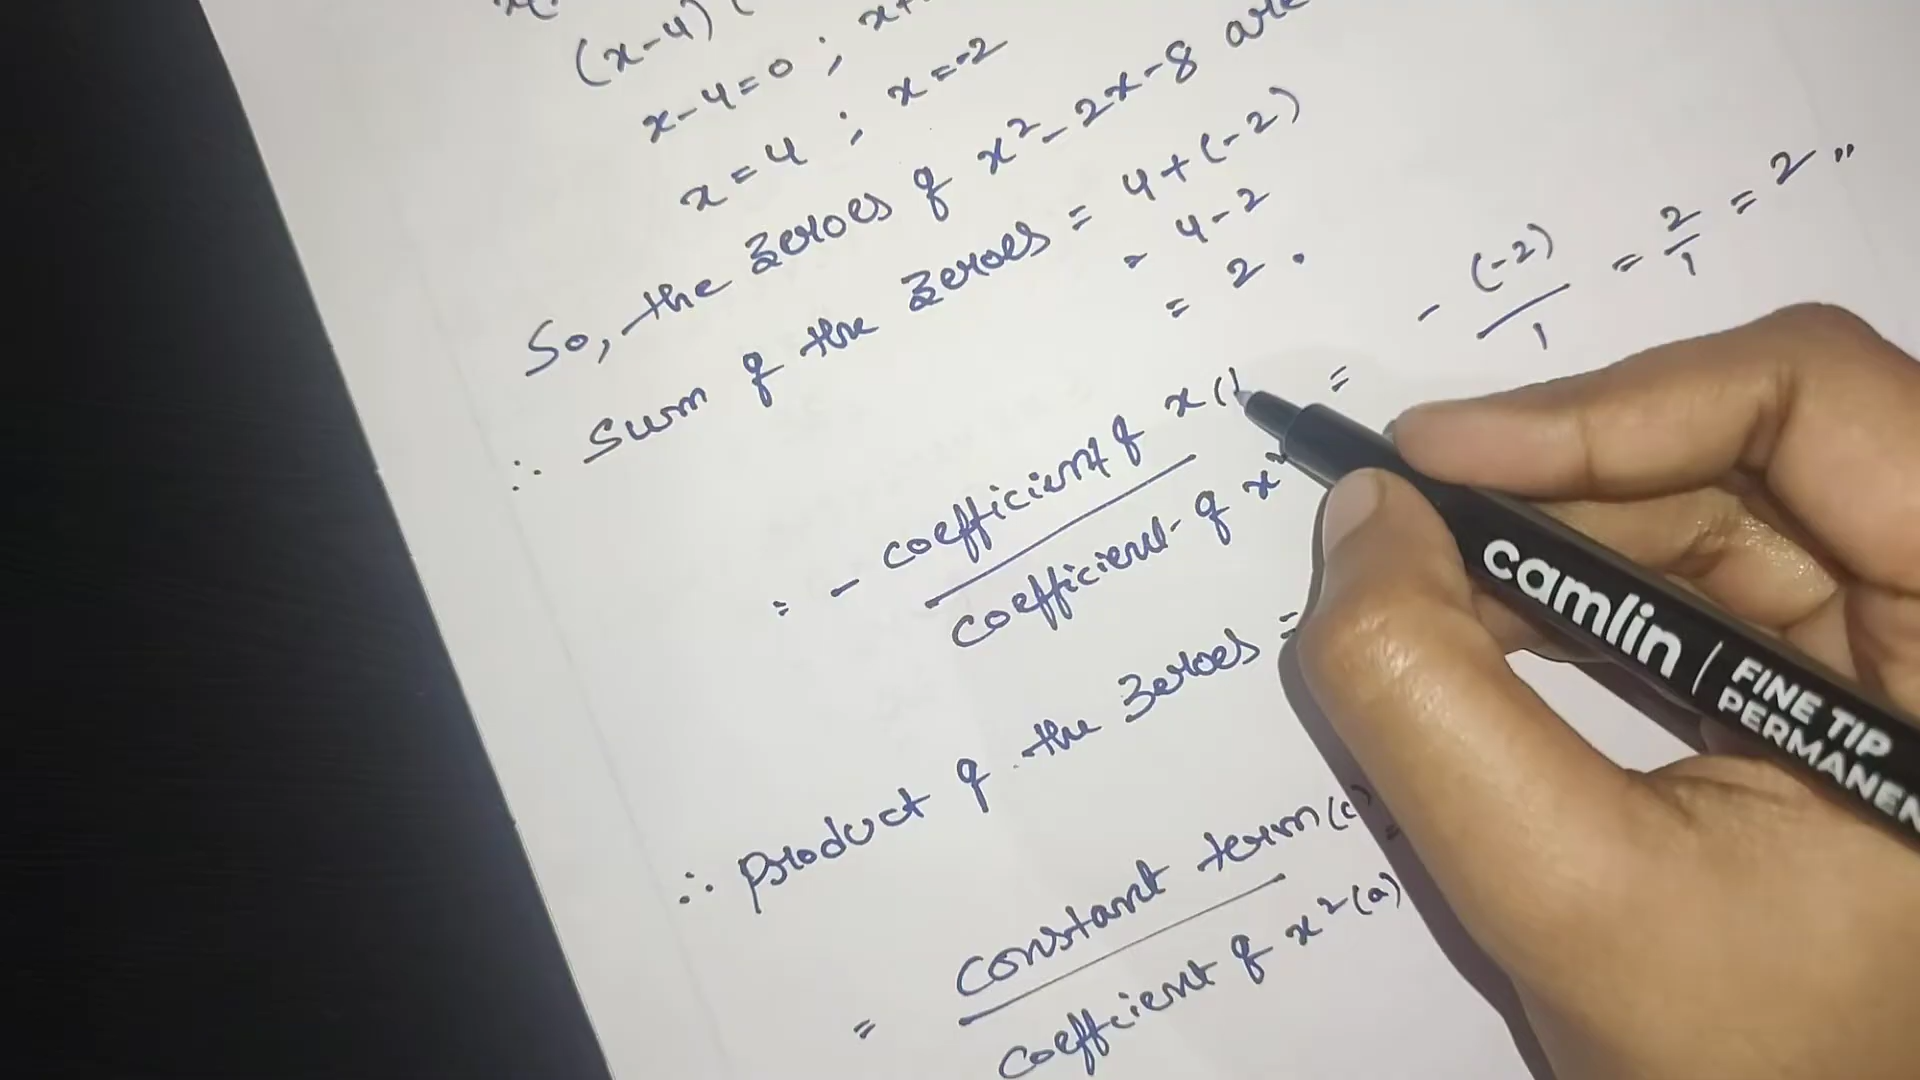 (x-4) (
x-4=0 ; x+
x=4 ; x=-2
So, the zeroes of x²-2x-8 are
∴ Sum of the zeroes = 4+(-2)
= 4-2
= 2 .
= - coefficient of x ( = - (-2) / 1 = 2/1 = 2 "
coefficient of x²
∴ Product of the zeroes =
= constant term (c) =
coefficient of x² (a)
camlin | FINE TIP
PERMANEN